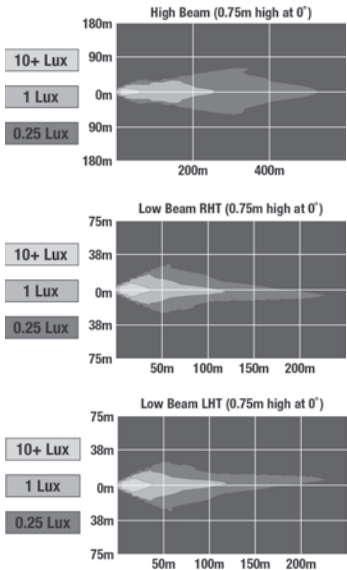 High Beam (0.75m high at 0˚)
180m
90m
0m
90m
180m
10+ Lux
1 Lux
0.25 Lux
200m 400m
Low Beam RHT (0.75m high at 0˚)
75m
38m
0m
38m
75m
10+ Lux
1 Lux
0.25 Lux
50m 100m 150m 200m
Low Beam LHT (0.75m high at 0˚)
75m
38m
0m
38m
75m
10+ Lux
1 Lux
0.25 Lux
50m 100m 150m 200m